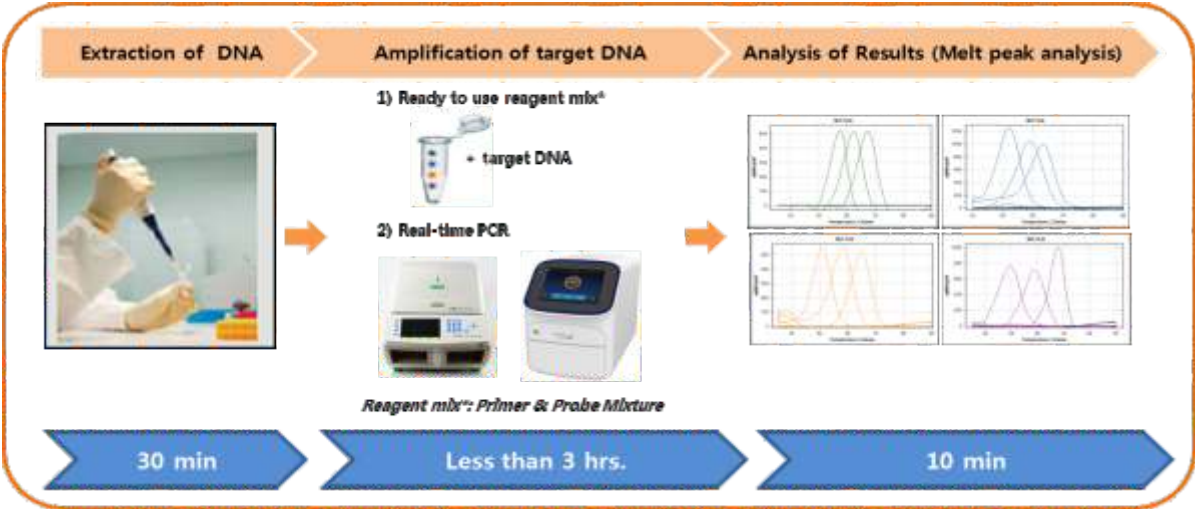 Extraction of DNA
Amplification of target DNA
Analysis of Results (Melt peak analysis)
1) Ready to use reagent mix*
+ target DNA
2) Real-time PCR
Reagent mix*: Primer & Probe Mixture
30 min
Less than 3 hrs.
10 min